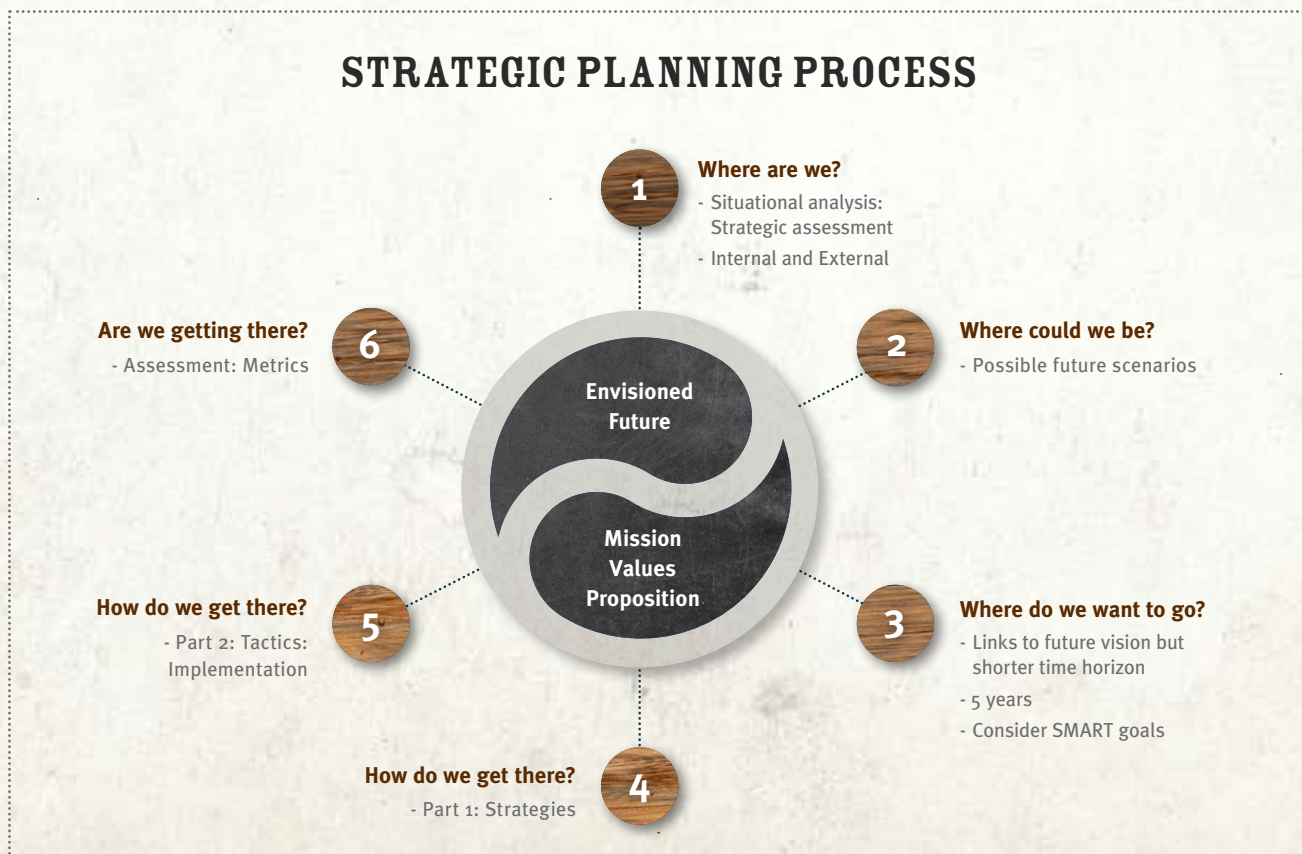 STRATEGIC PLANNING PROCESS
1
Where are we?
- Situational analysis:
Strategic assessment
- Internal and External
2
Where could we be?
- Possible future scenarios
3
Where do we want to go?
- Links to future vision but
shorter time horizon
- 5 years
- Consider SMART goals
4
How do we get there?
- Part 1: Strategies
5
How do we get there?
- Part 2: Tactics:
Implementation
6
Are we getting there?
- Assessment: Metrics
Envisioned
Future
Mission
Values
Proposition